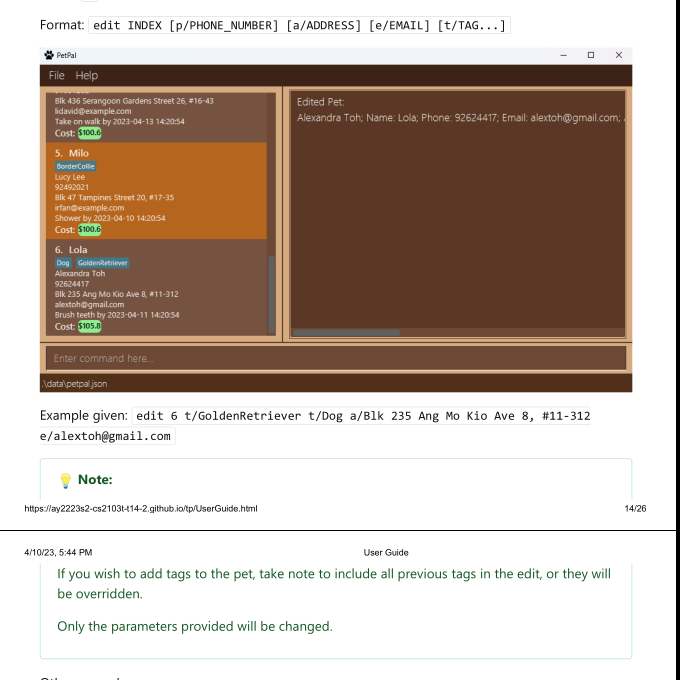 Format: edit INDEX [p/PHONE_NUMBER] [a/ADDRESS] [e/EMAIL] [t/TAG...]
PetPal
File Help
Blk 436 Serangoon Gardens Street 26, #16-43
lidavid@example.com
Take on walk by 2023-04-13 14:20:54
Cost: $100.6
5. Milo
BorderCollie
Lucy Lee
92492021
Blk 47 Tampines Street 20, #17-35
irfan@example.com
Shower by 2023-04-10 14:20:54
Cost: $100.6
6. Lola
Dog GoldenRetriever
Alexandra Toh
92624417
Blk 235 Ang Mo Kio Ave 8, #11-312
alextoh@gmail.com
Brush teeth by 2023-04-11 14:20:54
Cost: $105.8
Edited Pet:
Alexandra Toh; Name: Lola; Phone: 92624417; Email: alextoh@gmail.com;
Enter command here...
.\data\petpal.json
Example given: edit 6 t/GoldenRetriever t/Dog a/Blk 235 Ang Mo Kio Ave 8, #11-312
e/alextoh@gmail.com
Note:
https://ay2223s2-cs2103t-t14-2.github.io/tp/UserGuide.html 14/26
4/10/23, 5:44 PM User Guide
If you wish to add tags to the pet, take note to include all previous tags in the edit, or they will
be overridden.
Only the parameters provided will be changed.